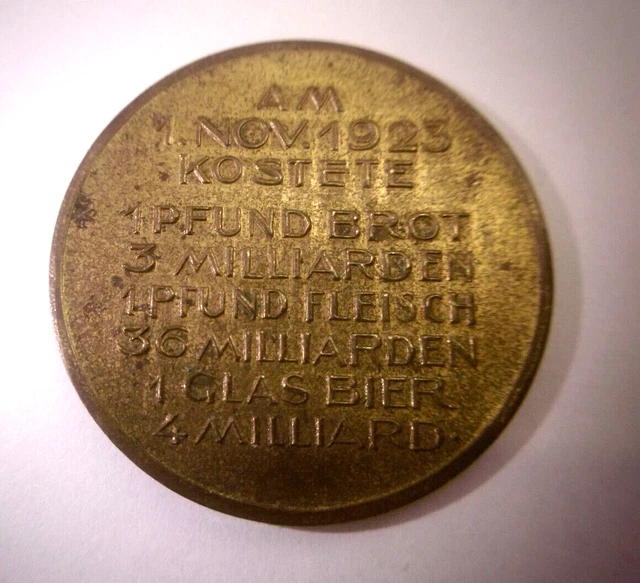 AM
1. NOV. 1923
KOSTETE
1 PFUND BROT
3 MILLIARDEN
1 PFUND FLEISCH
36 MILLIARDEN
1 GLAS BIER
4 MILLIARD.